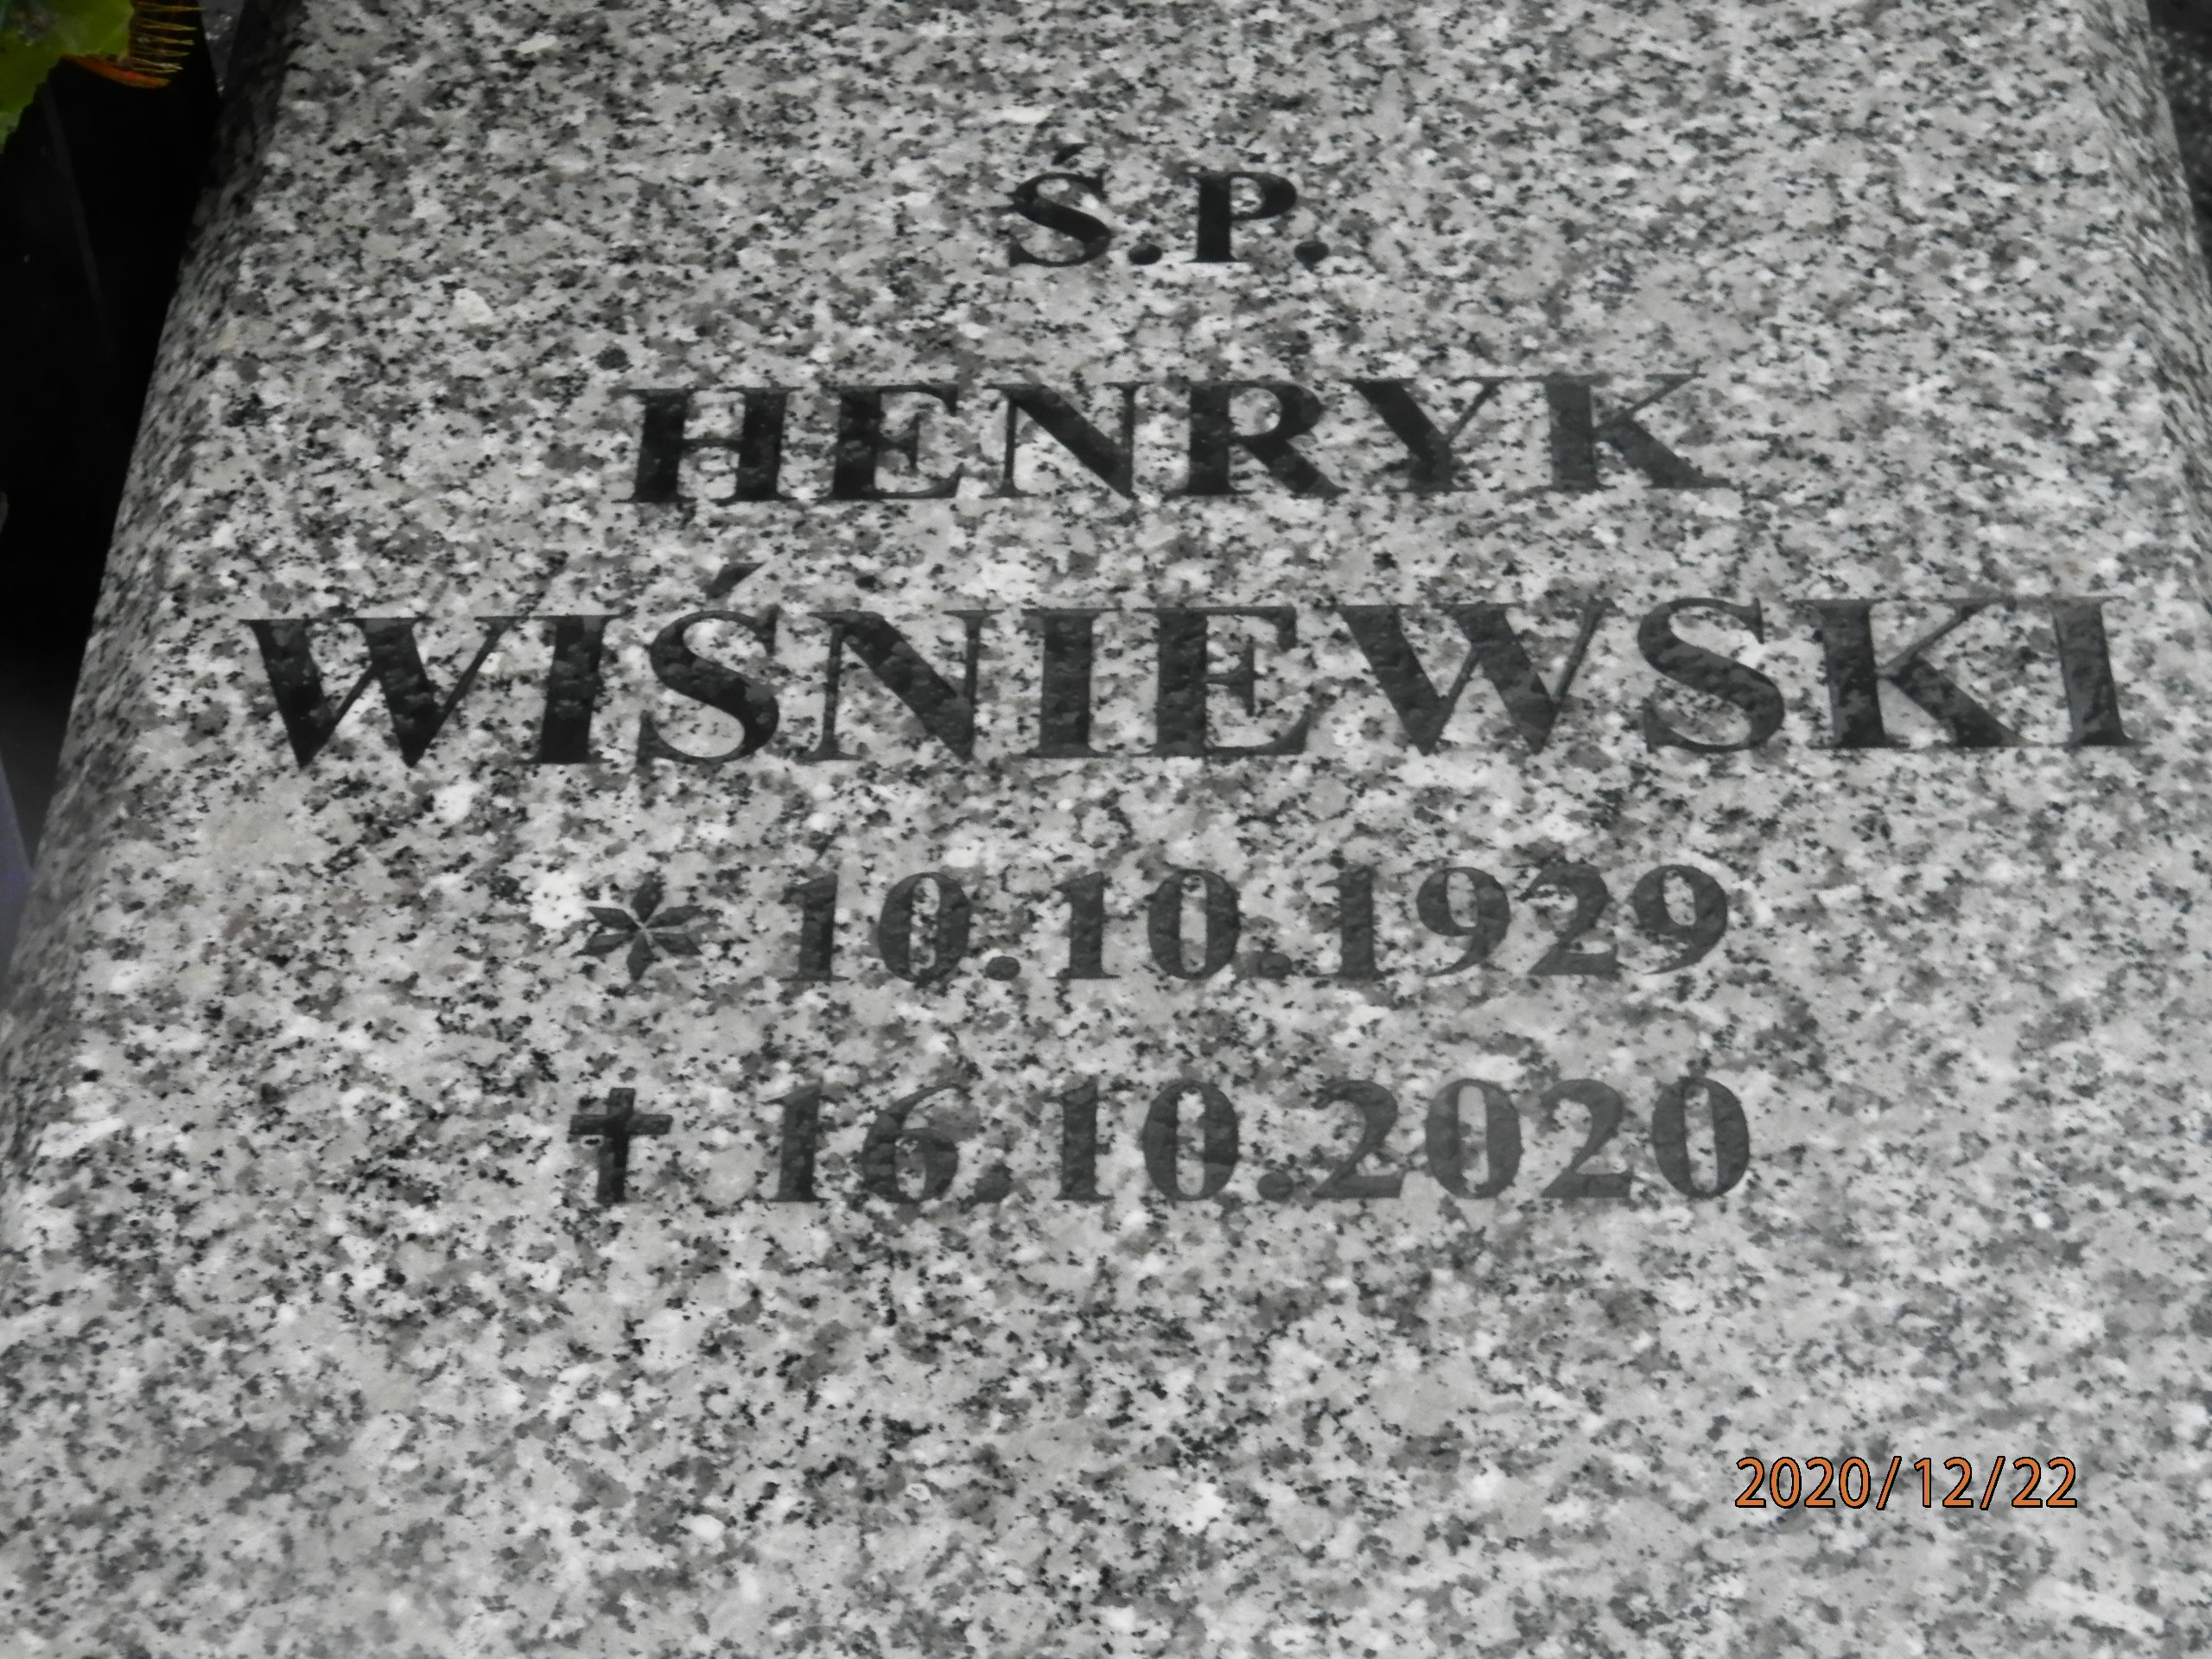 Ś.P.
HENRYK
WIŚNIEWSKI
* 10.10.1929
✝ 16.10.2020
2020/12/22